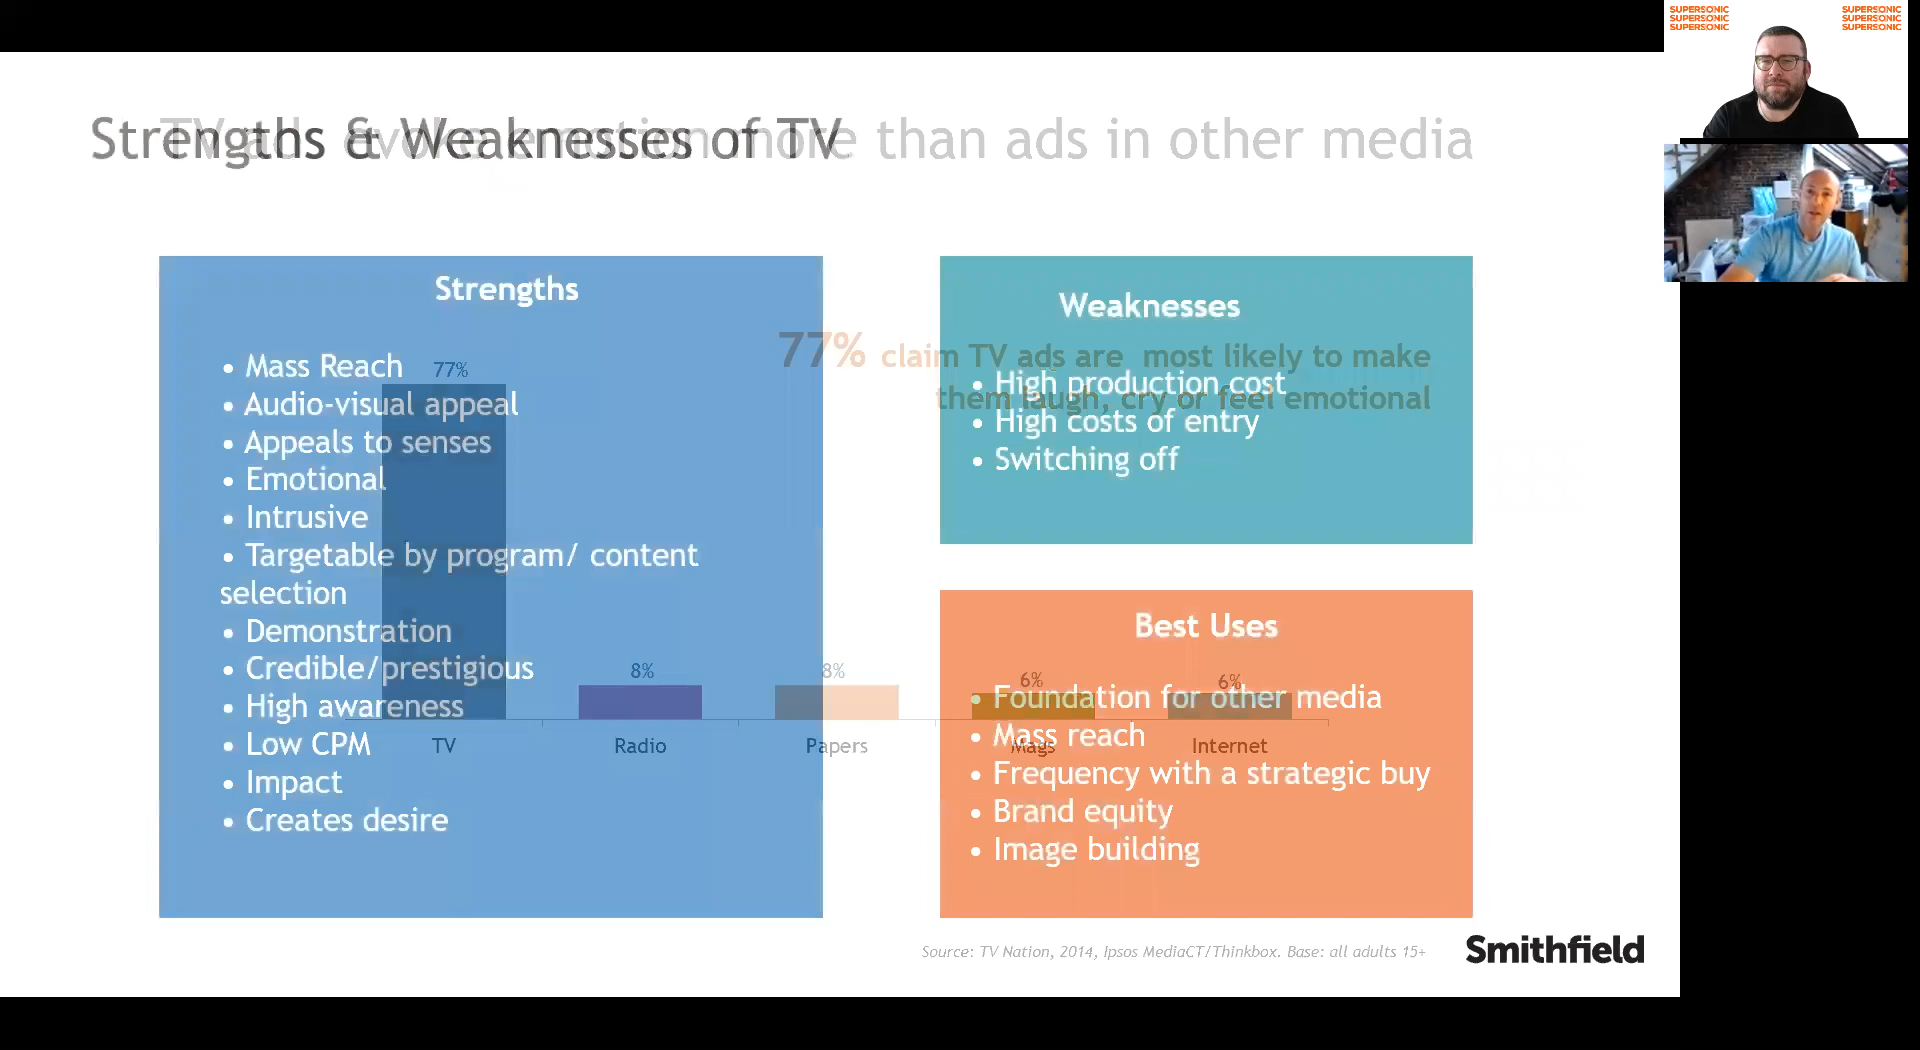 SUPERSONIC SUPERSONIC
SUPERSONIC SUPERSONIC
SUPERSONIC SUPERSONIC
Strengths & Weaknesses of TV
TV ads evoke emotion more than ads in other media
Strengths
• Mass Reach
• Audio-visual appeal
• Appeals to senses
• Emotional
• Intrusive
• Targetable by program/ content
selection
• Demonstration
• Credible/prestigious
• High awareness
• Low CPM
• Impact
• Creates desire
Weaknesses
• High production cost
• High costs of entry
• Switching off
77% claim TV ads are most likely to make
them laugh, cry or feel emotional
Best Uses
• Foundation for other media
• Mass reach
• Frequency with a strategic buy
• Brand equity
• Image building
77%
8%
8%
6%
6%
TV
Radio
Papers
Mags
Internet
Source: TV Nation, 2014, Ipsos MediaCT/Thinkbox. Base: all adults 15+
Smithfield